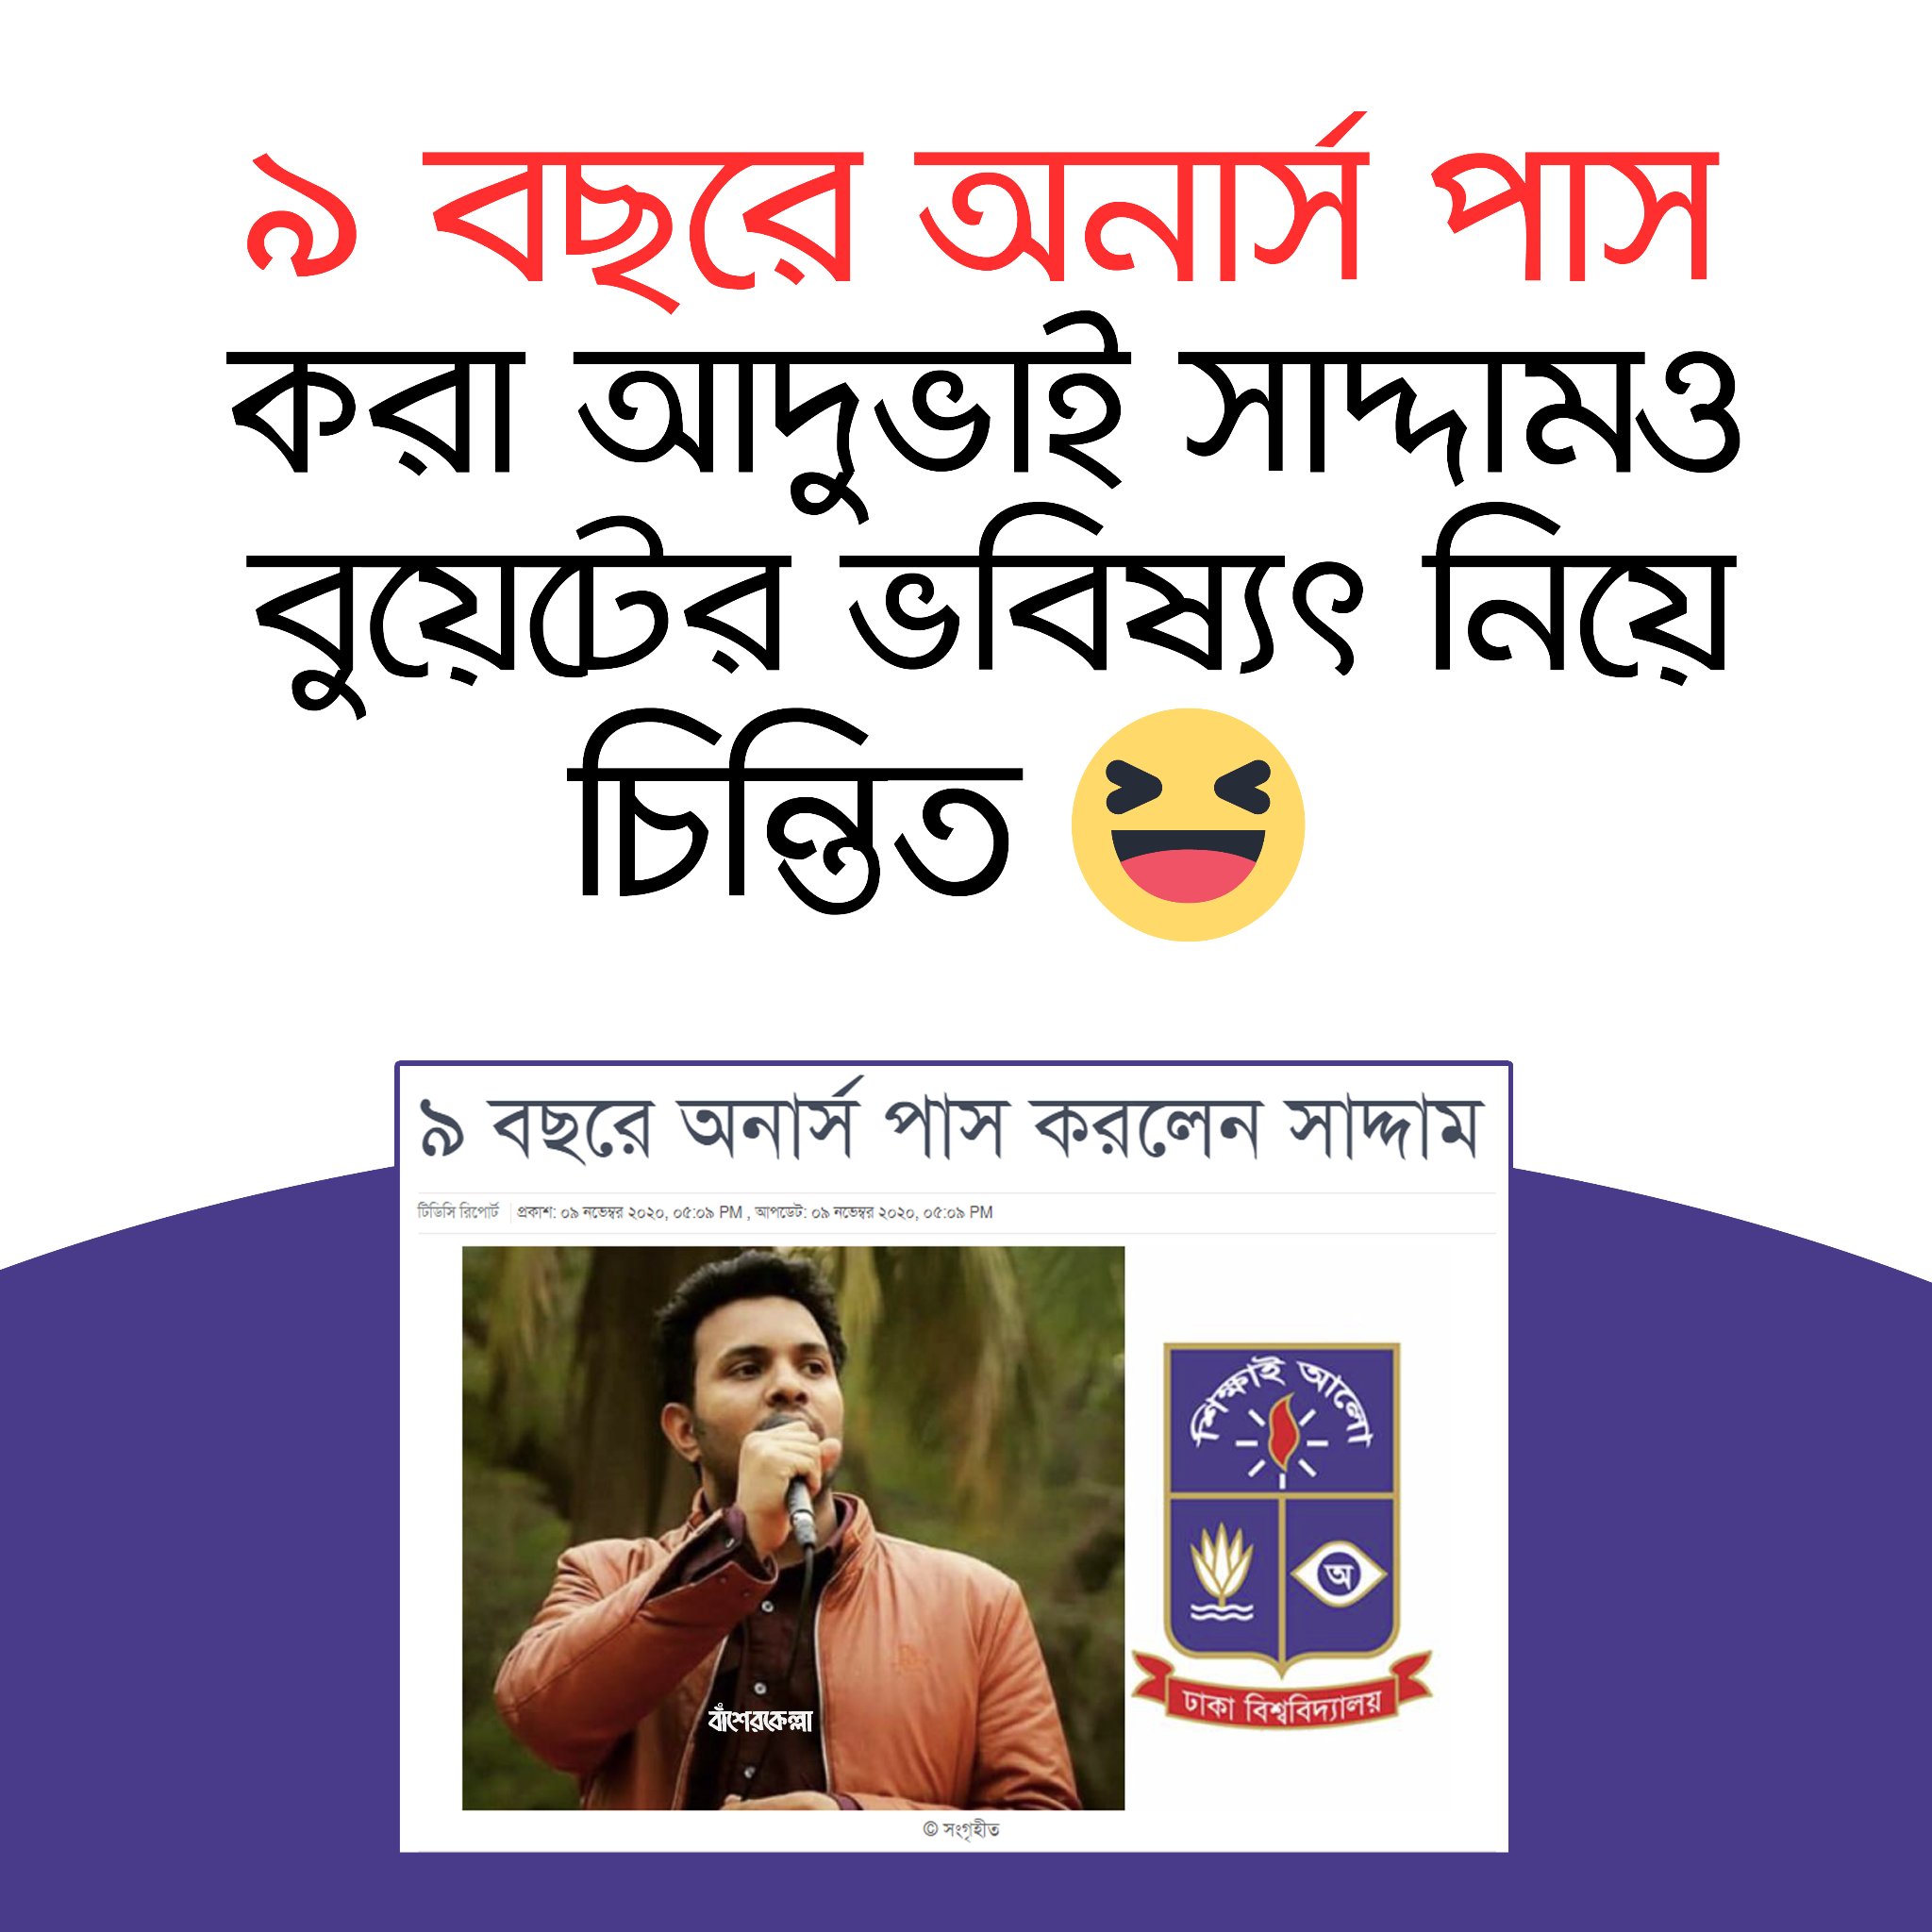 ৯ বছরে অনার্স পাস
করা আদুভাই সাদ্দামও
বুয়েটের ভবিষ্যৎ নিয়ে
চিন্তিত
৯ বছরে অনার্স পাস করলেন সাদ্দাম
টিডিসি রিপোর্ট | প্রকাশ: ০৯ নভেম্বর ২০২০, ০৫:০৯ PM , আপডেট: ০৯ নভেম্বর ২০২০, ০৫:০৯ PM
শিক্ষাই আলো
অ
ঢাকা বিশ্ববিদ্যালয়
বাঁশেরকেল্লা
© সংগৃহীত